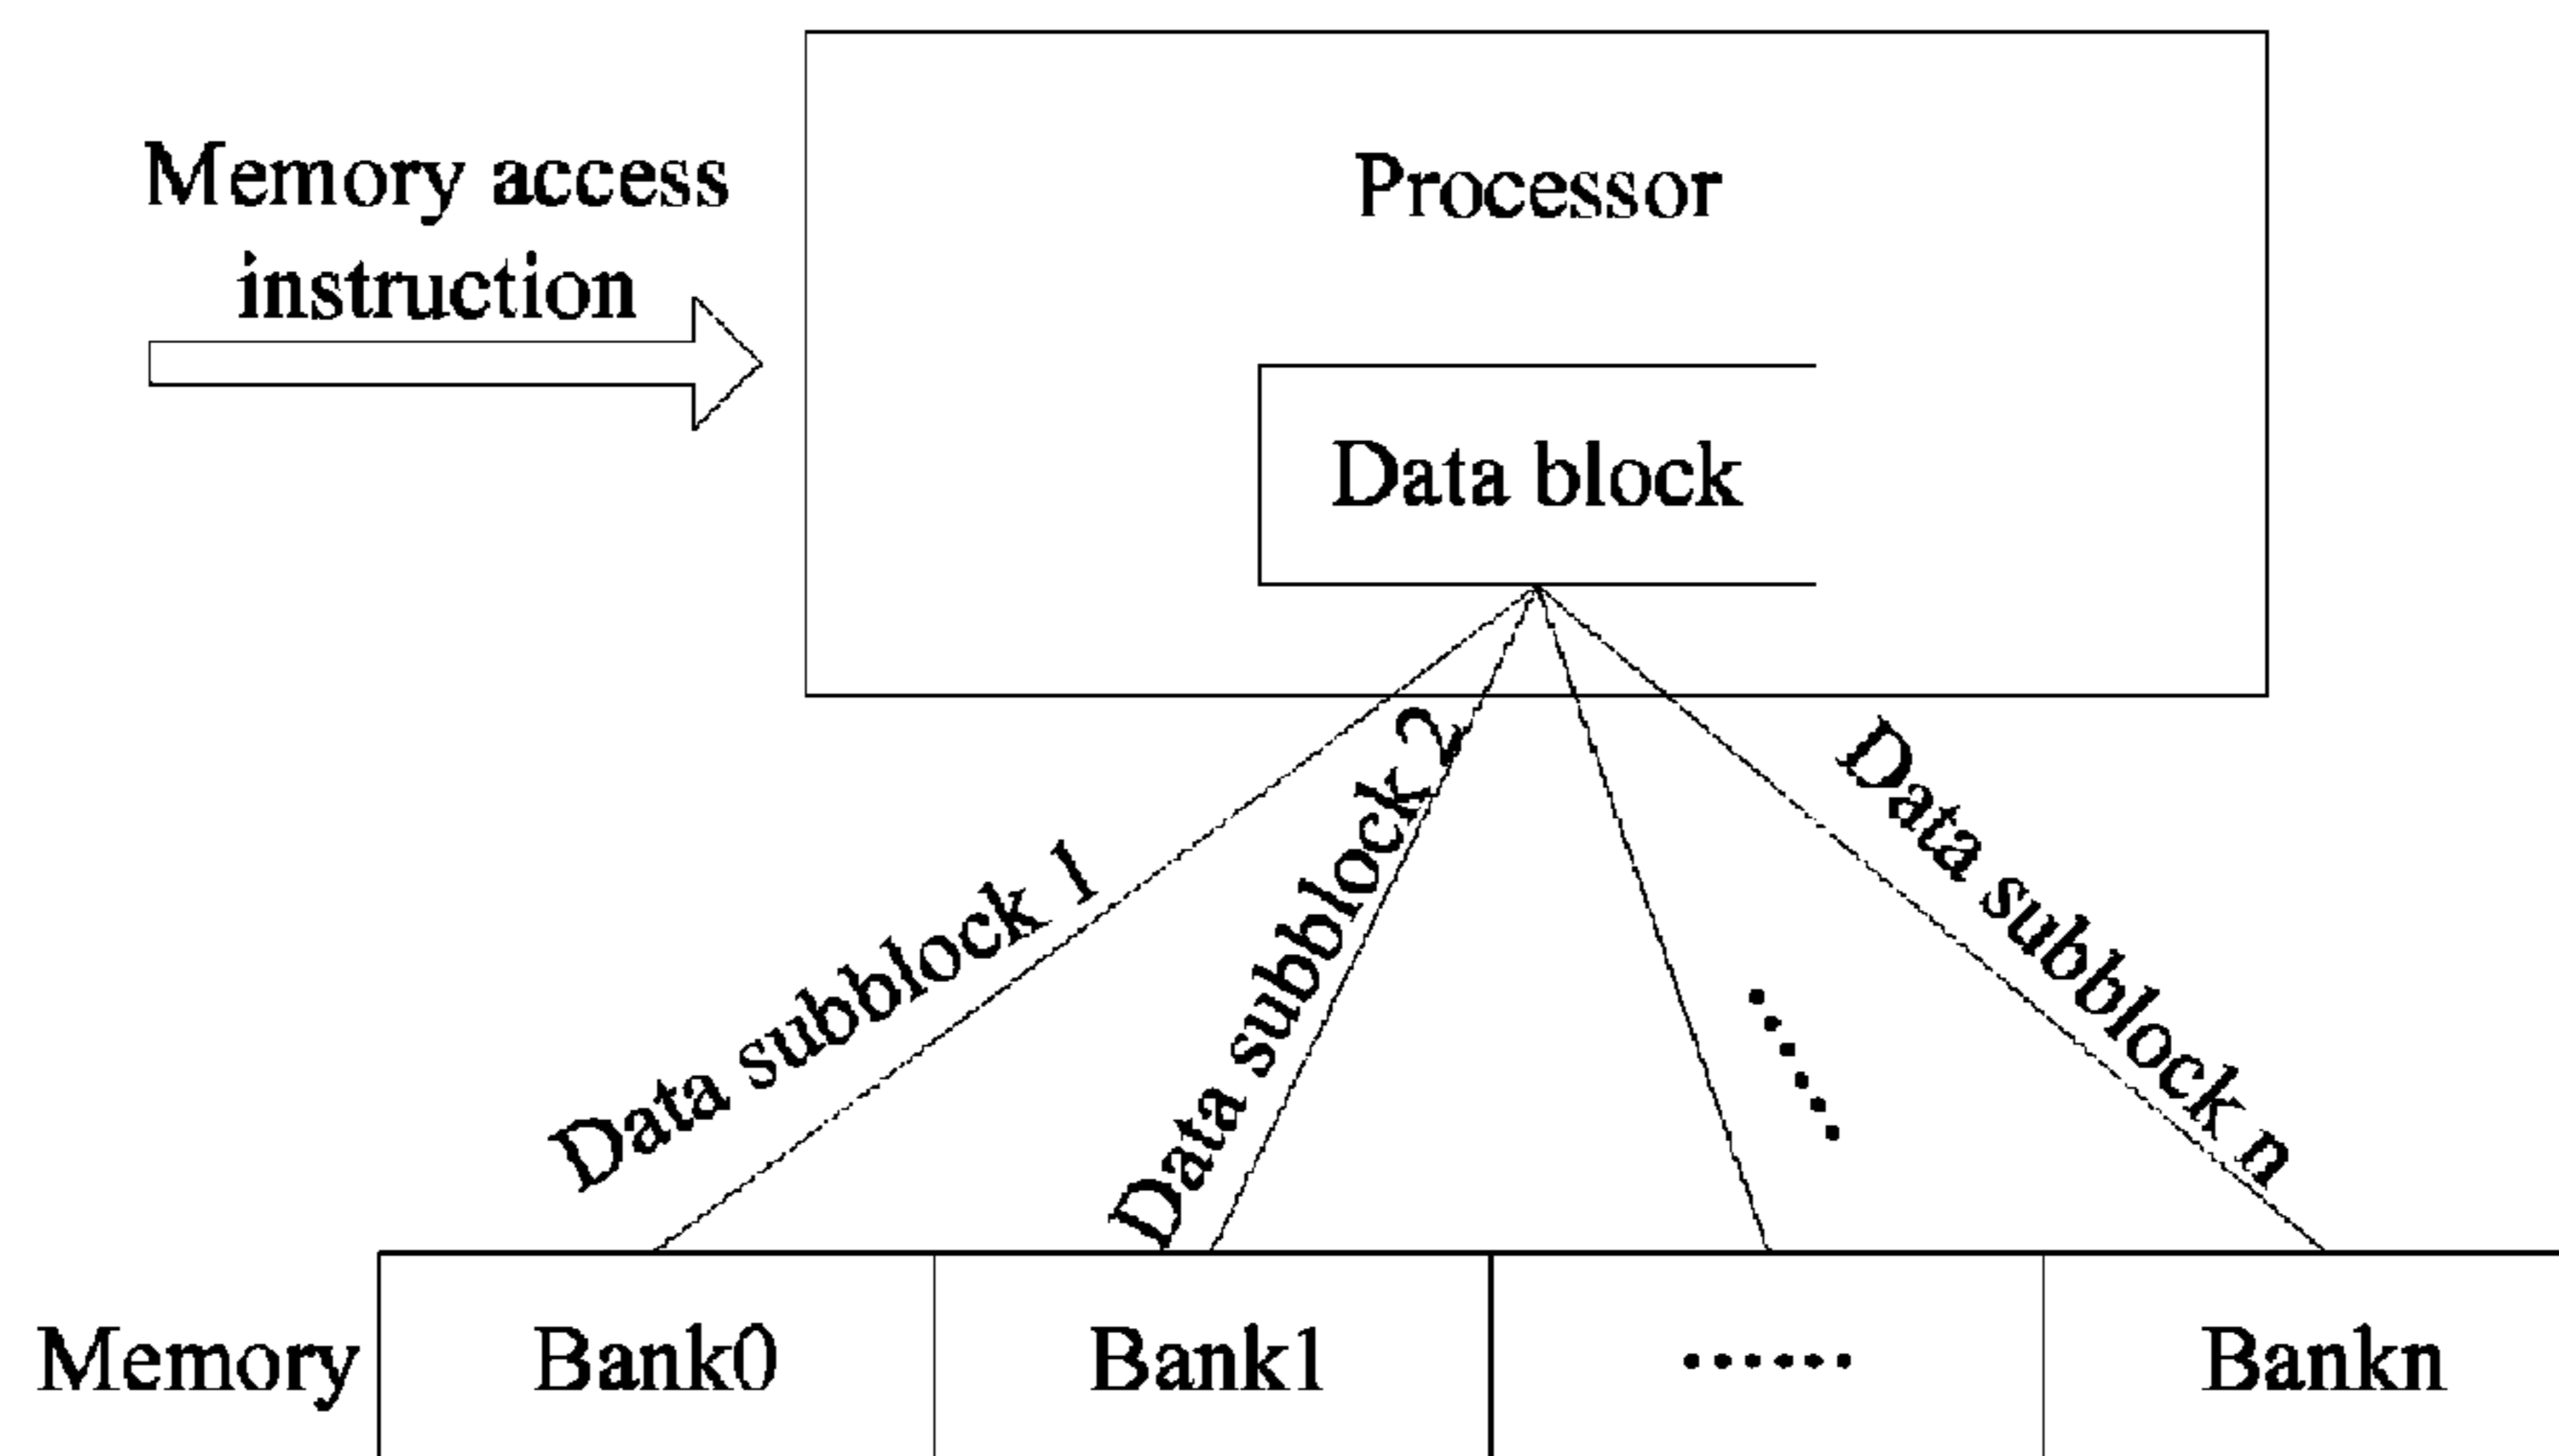 Memory access
instruction
Processor
Data block
Data subblock 1
Data subblock 2
......
Data subblock n
Memory
Bank0
Bank1
......
Bankn